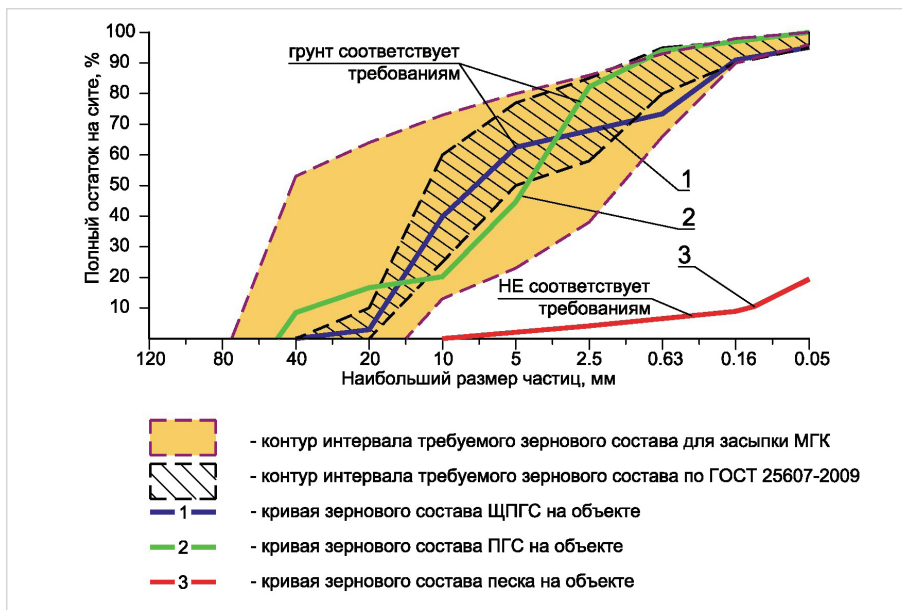 Полный остаток на сите, %
100
90
80
70
60
50
40
30
20
10
грунт соответствует
требованиям
1
2
3
НЕ соответствует
требованиям
120 80 40 20 10 5 2.5 0.63 0.16 0.05
Наибольший размер частиц, мм
- контур интервала требуемого зернового состава для засыпки МГК
- контур интервала требуемого зернового состава по ГОСТ 25607-2009
1 - кривая зернового состава ЩПГС на объекте
2 - кривая зернового состава ПГС на объекте
3 - кривая зернового состава песка на объекте